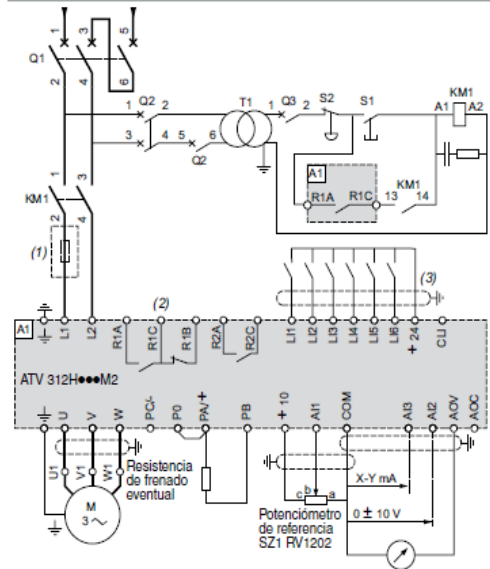 1 3 5
Q1
2 4 6
1 Q2 2 T1 1 Q3 2 S2 S1 KM1
A1 A2
3 4 5 6
Q2
A1
R1A R1C 13 KM1 14
1 3
KM1
2 4
(1)
(2) (3)
A1 L1 L2 R1A R1C R1B R2A R2C LI1 LI2 LI3 LI4 LI5 LI6 + 24 CLI
ATV 312H●●●M2
U V W PC/- P0 PA/+ PB + 10 AI1 COM AI3 AI2 AOV AOC
U1 V1 W1
Resistencia
de frenado
eventual
M
3 ~
c b a
X-Y mA
0 ± 10 V
Potenciómetro
de referencia
SZ1 RV1202